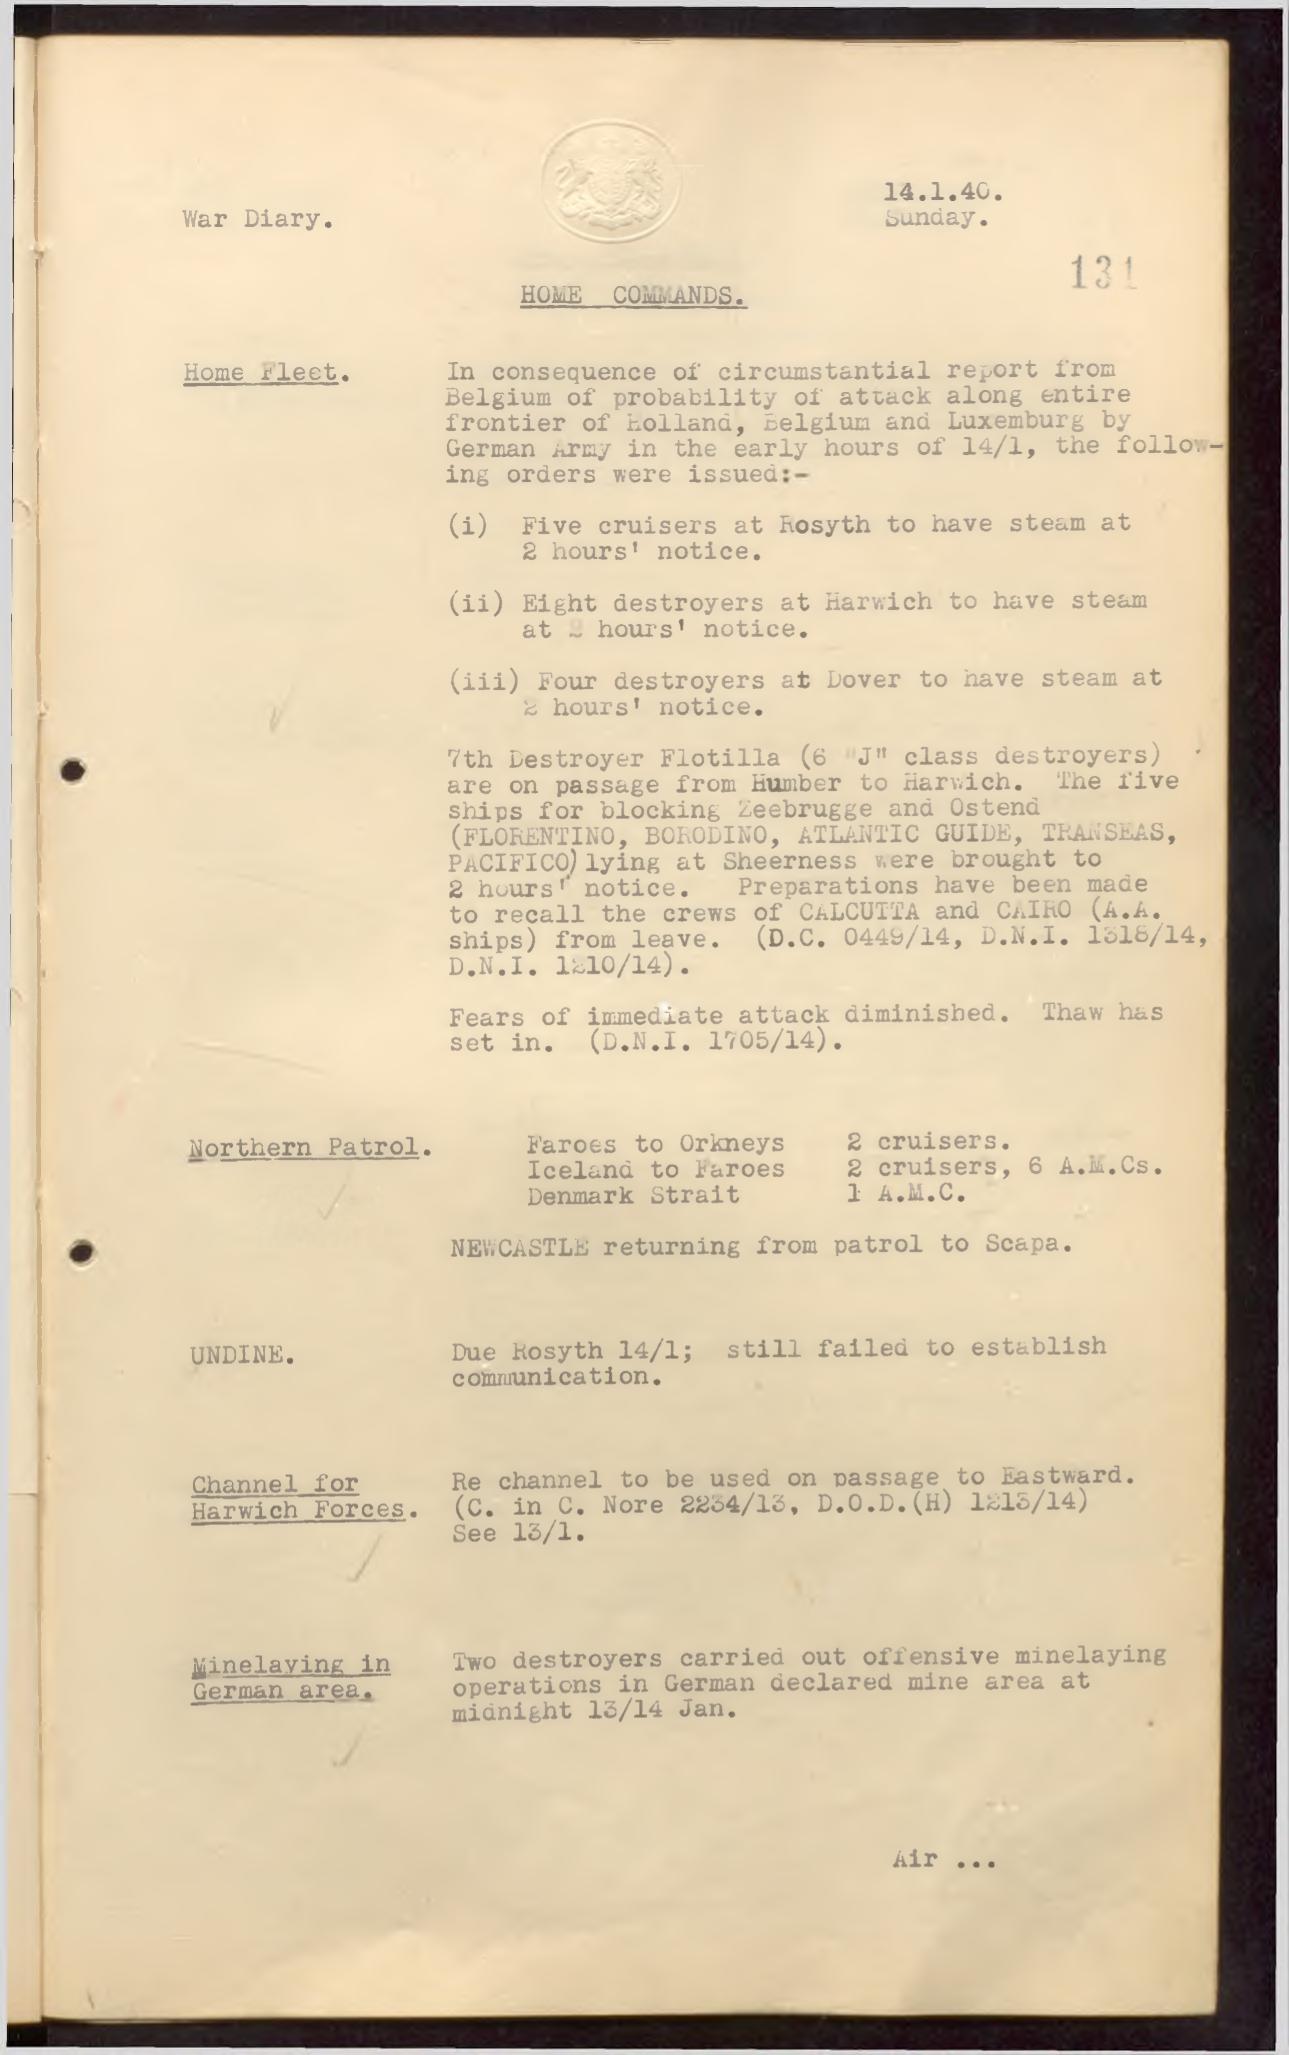 War Diary.
14.1.40.
Sunday.
131
HOME COMMANDS.
Home Fleet.
In consequence of circumstantial report from
Belgium of probability of attack along entire
frontier of Holland, Belgium and Luxemburg by
German Army in the early hours of 14/1, the follow-
ing orders were issued:-
(i) Five cruisers at Rosyth to have steam at
2 hours' notice.
(ii) Eight destroyers at Harwich to have steam
at 2 hours' notice.
(iii) Four destroyers at Dover to have steam at
2 hours' notice.
7th Destroyer Flotilla (6 "J" class destroyers)
are on passage from Humber to Harwich. The five
ships for blocking Zeebrugge and Ostend
(FLORENTINO, BORODINO, ATLANTIC GUIDE, TRANSEAS,
PACIFICO) lying at Sheerness were brought to
2 hours' notice. Preparations have been made
to recall the crews of CALCUTTA and CAIRO (A.A.
ships) from leave. (D.C. 0449/14, D.N.I. 1318/14,
D.N.I. 1210/14).
Fears of immediate attack diminished. Thaw has
set in. (D.N.I. 1705/14).
Northern Patrol.
Faroes to Orkneys 2 cruisers.
Iceland to Faroes 2 cruisers, 6 A.M.Cs.
Denmark Strait 1 A.M.C.
NEWCASTLE returning from patrol to Scapa.
UNDINE.
Due Rosyth 14/1; still failed to establish
communication.
Channel for
Harwich Forces.
Re channel to be used on passage to Eastward.
(C. in C. Nore 2234/13, D.O.D.(H) 1213/14)
See 13/1.
Minelaying in
German area.
Two destroyers carried out offensive minelaying
operations in German declared mine area at
midnight 13/14 Jan.
Air ...